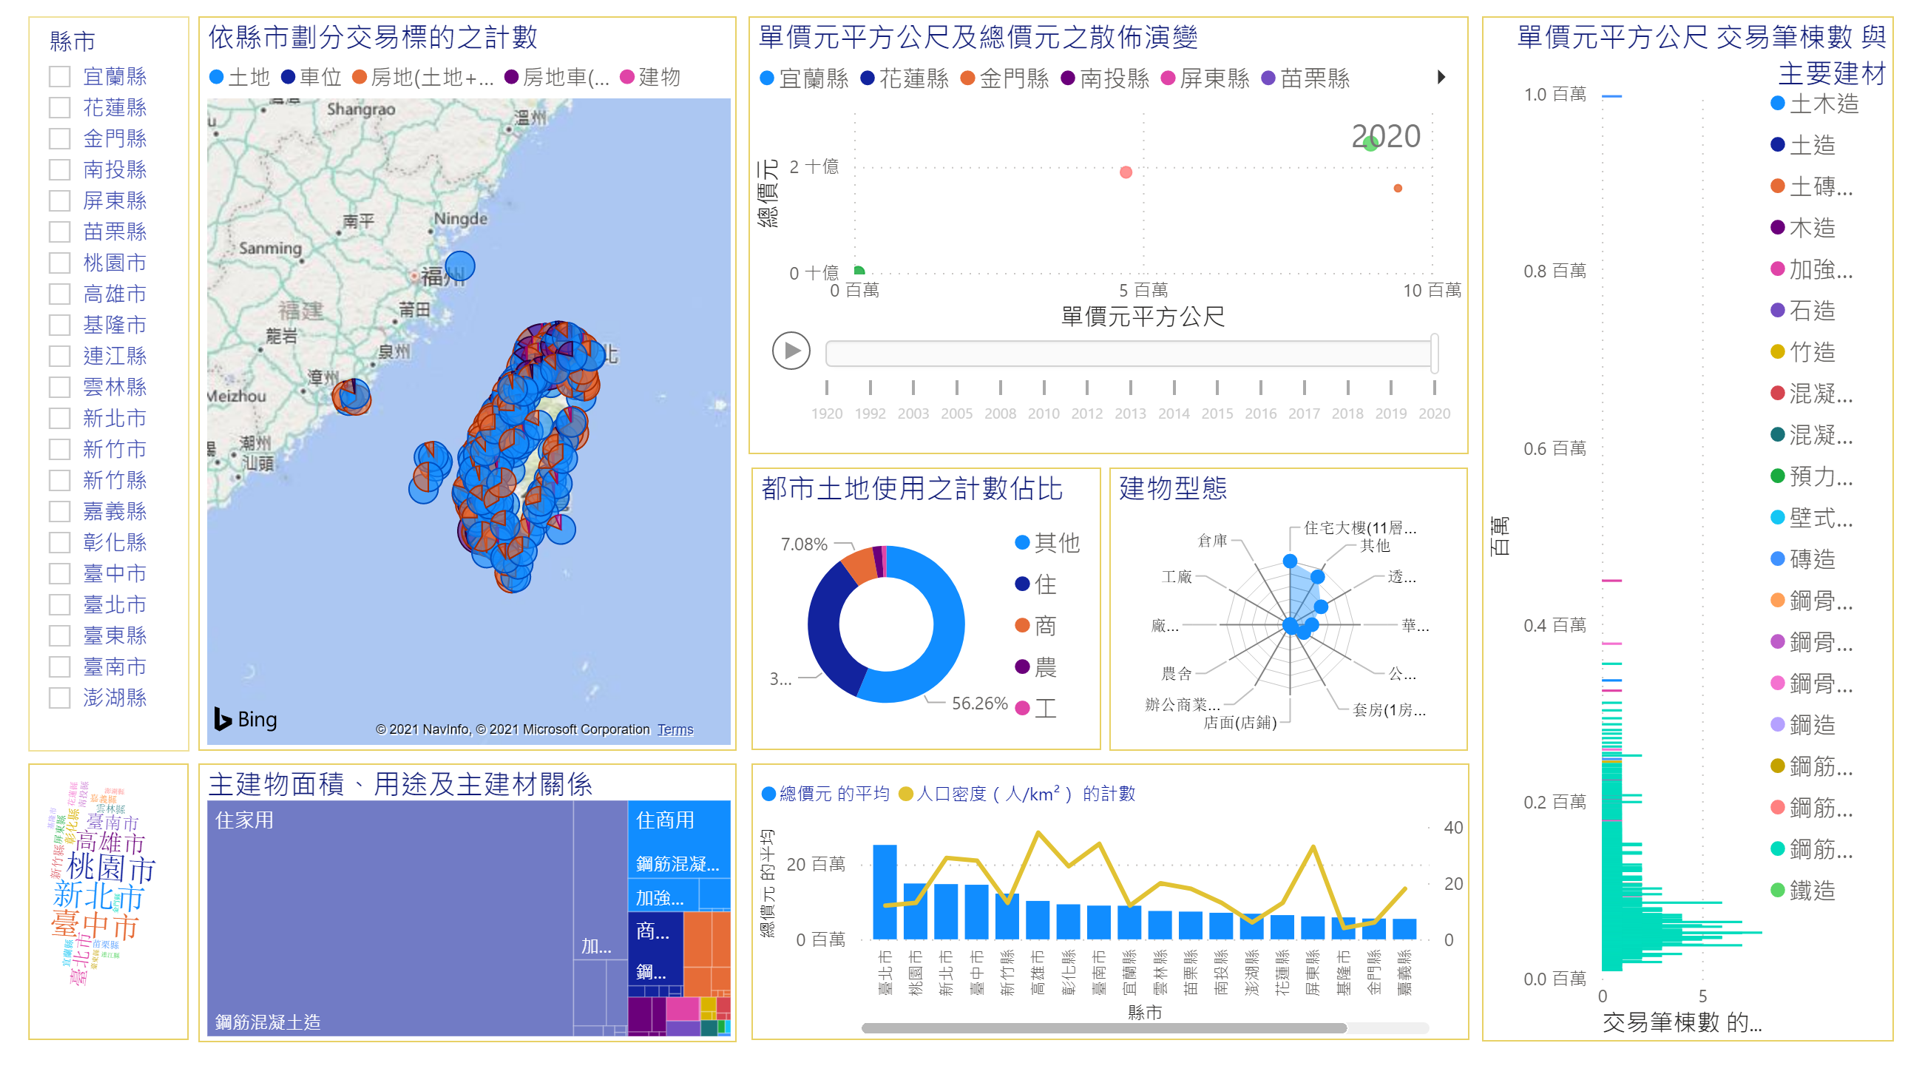 縣市
宜蘭縣
花蓮縣
金門縣
南投縣
屏東縣
苗栗縣
桃園市
高雄市
基隆市
連江縣
雲林縣
新北市
新竹市
新竹縣
嘉義縣
彰化縣
臺中市
臺北市
臺東縣
臺南市
澎湖縣
依縣市劃分交易標的之計數
土地 車位 房地(土地+... 房地車(... 建物
Shangrao
溫州
南平
Ningde
Sanming
福州
福建
莆田
龍岩
泉州
漳州
Meizhou
潮州
汕頭
北
Bing
© 2021 NavInfo, © 2021 Microsoft Corporation Terms
單價元平方公尺及總價元之散佈演變
宜蘭縣 花蓮縣 金門縣 南投縣 屏東縣 苗栗縣
2020
總價元
2 十億
0 十億
0 百萬 5 百萬 10 百萬
單價元平方公尺
1920 1992 2003 2005 2008 2010 2012 2013 2014 2015 2016 2017 2018 2019 2020
都市土地使用之計數佔比
7.08%
3...
56.26%
其他
住
商
農
工
建物型態
住宅大樓(11層...
其他
透...
華...
公...
套房(1房...
店面(店鋪)
辦公商業...
農舍
廠...
工廠
倉庫
單價元平方公尺 交易筆棟數 與
主要建材
1.0 百萬
0.8 百萬
0.6 百萬
0.4 百萬
0.2 百萬
0.0 百萬
百萬
0 5
交易筆棟數 的...
土木造
土造
土磚...
木造
加強...
石造
竹造
混凝...
混凝...
預力...
壁式...
磚造
鋼骨...
鋼骨...
鋼骨...
鋼造
鋼筋...
鋼筋...
鋼筋...
鐵造
臺南市
高雄市
桃園市
新北市
臺中市
臺北市
彰化縣
屏東縣
新竹縣
雲林縣
嘉義縣
南投縣
花蓮縣
宜蘭縣
苗栗縣
主建物面積、用途及主建材關係
住家用
加...
鋼筋混凝土造
住商用
鋼筋混凝...
加強...
商...
鋼...
總價元 的平均 人口密度（人/km²） 的計數
總價元 的平均
20 百萬
0 百萬
40
20
0
臺北市 桃園市 新北市 臺中市 新竹縣 高雄市 彰化縣 臺南市 宜蘭縣 雲林縣 苗栗縣 南投縣 澎湖縣 花蓮縣 屏東縣 基隆市 金門縣 嘉義縣
縣市